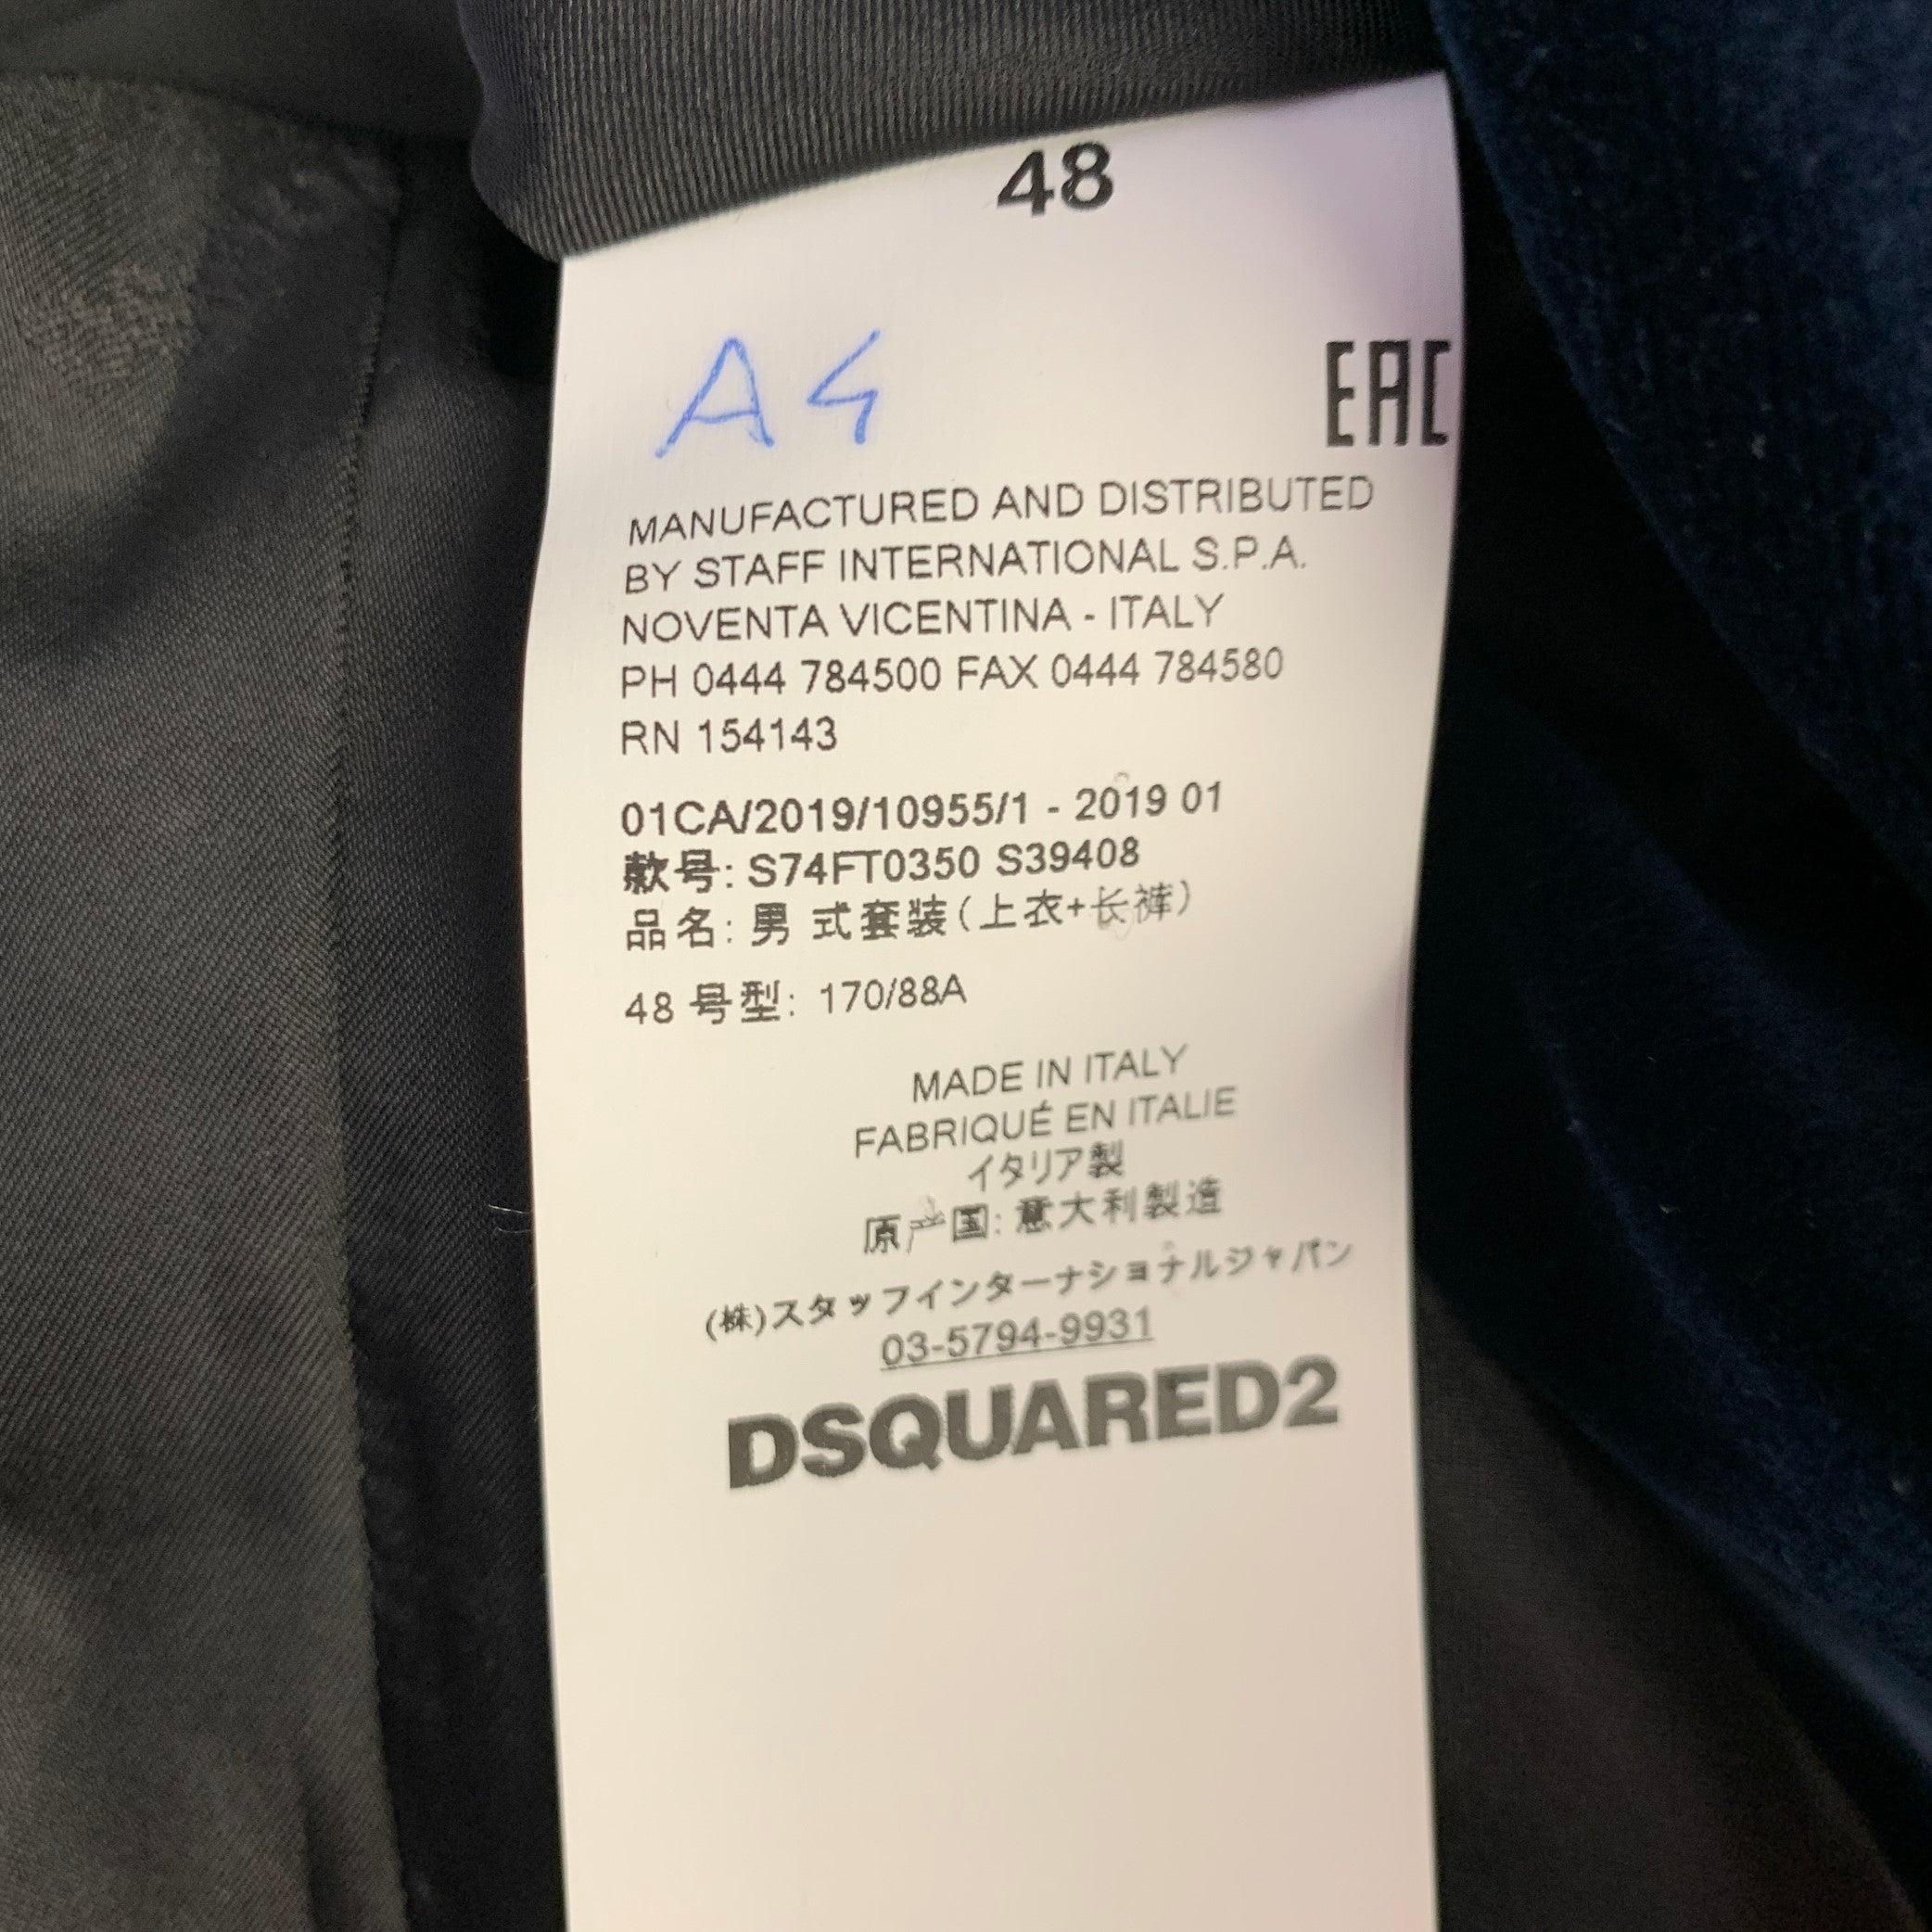 48
A4
EAC
MANUFACTURED AND DISTRIBUTED
BY STAFF INTERNATIONAL S.P.A.
NOVENTA VICENTINA - ITALY
PH 0444 784500 FAX 0444 784580
RN 154143
01CA/2019/10955/1 - 2019 01
款号: S74FT0350 S39408
品名: 男 式套装(上衣+长裤)
48 号型: 170/88A
MADE IN ITALY
FABRIQUÉ EN ITALIE
イタリア製
原产国: 意大利製造
(株)スタッフインターナショナルジャパン
03-5794-9931
DSQUARED2